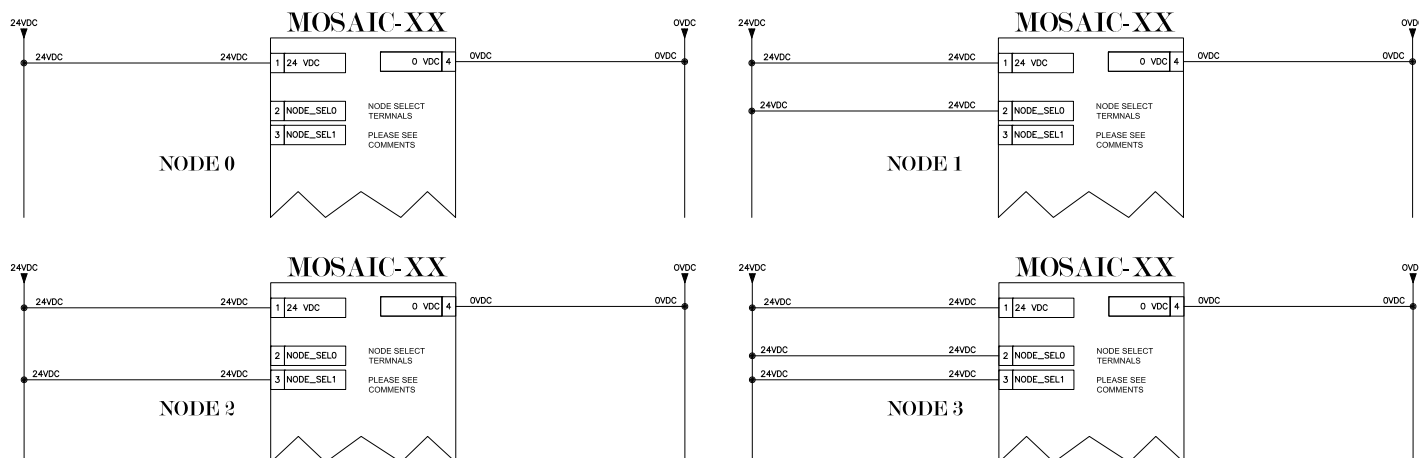 24VDC
MOSAIC-XX
0VDC
24VDC
24VDC
1 24 VDC
0 VDC 4
0VDC
0VDC
2 NODE_SEL0
NODE SELECT
TERMNALS
3 NODE_SEL1
PLEASE SEE
COMMENTS
NODE 0
24VDC
MOSAIC-XX
0VD
24VDC
24VDC
1 24 VDC
0 VDC 4
0VDC
0VDC
24VDC
24VDC
2 NODE_SEL0
NODE SELECT
TERMNALS
3 NODE_SEL1
PLEASE SEE
COMMENTS
NODE 1
24VDC
MOSAIC-XX
0VDC
24VDC
24VDC
1 24 VDC
0 VDC 4
0VDC
0VDC
2 NODE_SEL0
NODE SELECT
TERMNALS
24VDC
24VDC
3 NODE_SEL1
PLEASE SEE
COMMENTS
NODE 2
24VDC
MOSAIC-XX
0VD
24VDC
24VDC
1 24 VDC
0 VDC 4
0VDC
0VDC
24VDC
24VDC
2 NODE_SEL0
NODE SELECT
TERMNALS
24VDC
24VDC
3 NODE_SEL1
PLEASE SEE
COMMENTS
NODE 3